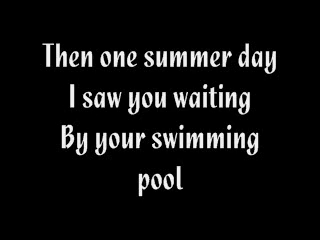 Then one summer day
I saw you waiting
By your swimming
pool